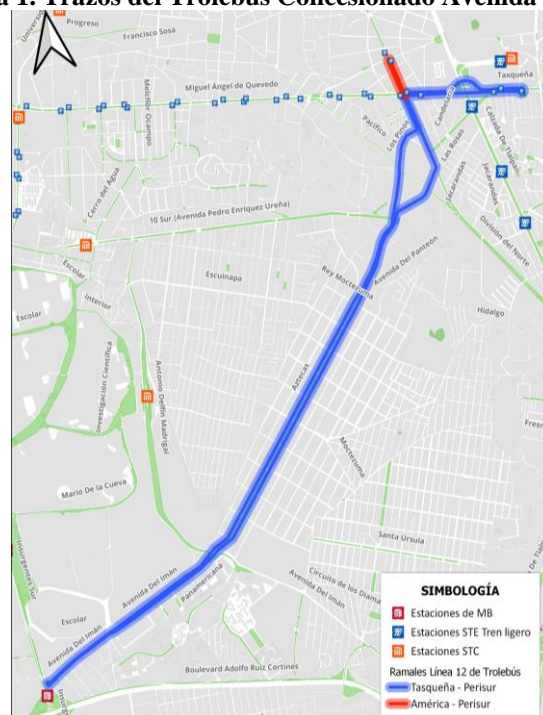 1. Trazos del Trolebús Concesionado Avenida
Progreso
Francisco Sosa
Taxqueña
Miguel Ángel de Quevedo
Melchor Ocampo
Candelaria
Calzada De Tlalpan
Pacífico
Los Pinos
Las Rosas
Jacarandas
Jacarandas
Cerro del Agua
10 Sur (Avenida Pedro Enríquez Ureña)
División del Norte
Avenida del Panteón
Escolar
Escuinapa
Rey Moctezuma
Interior
Hidalgo
Escolar
Investigación Científica
Antonio Delfín Madrigal
Aztecas
Moctezuma
Mario De la Cueva
Santa Úrsula
Insurgentes Sur
Avenida Del Imán
Panamericana
Circuito de los Diama
Avenida del Imán
Escolar
Avenida Del Imán
Boulevard Adolfo Ruiz Cortines
SIMBOLOGÍA
Estaciones de MB
Estaciones STE Tren ligero
Estaciones STC
Ramales Línea 12 de Trolebús
Tasqueña - Perisur
América - Perisur